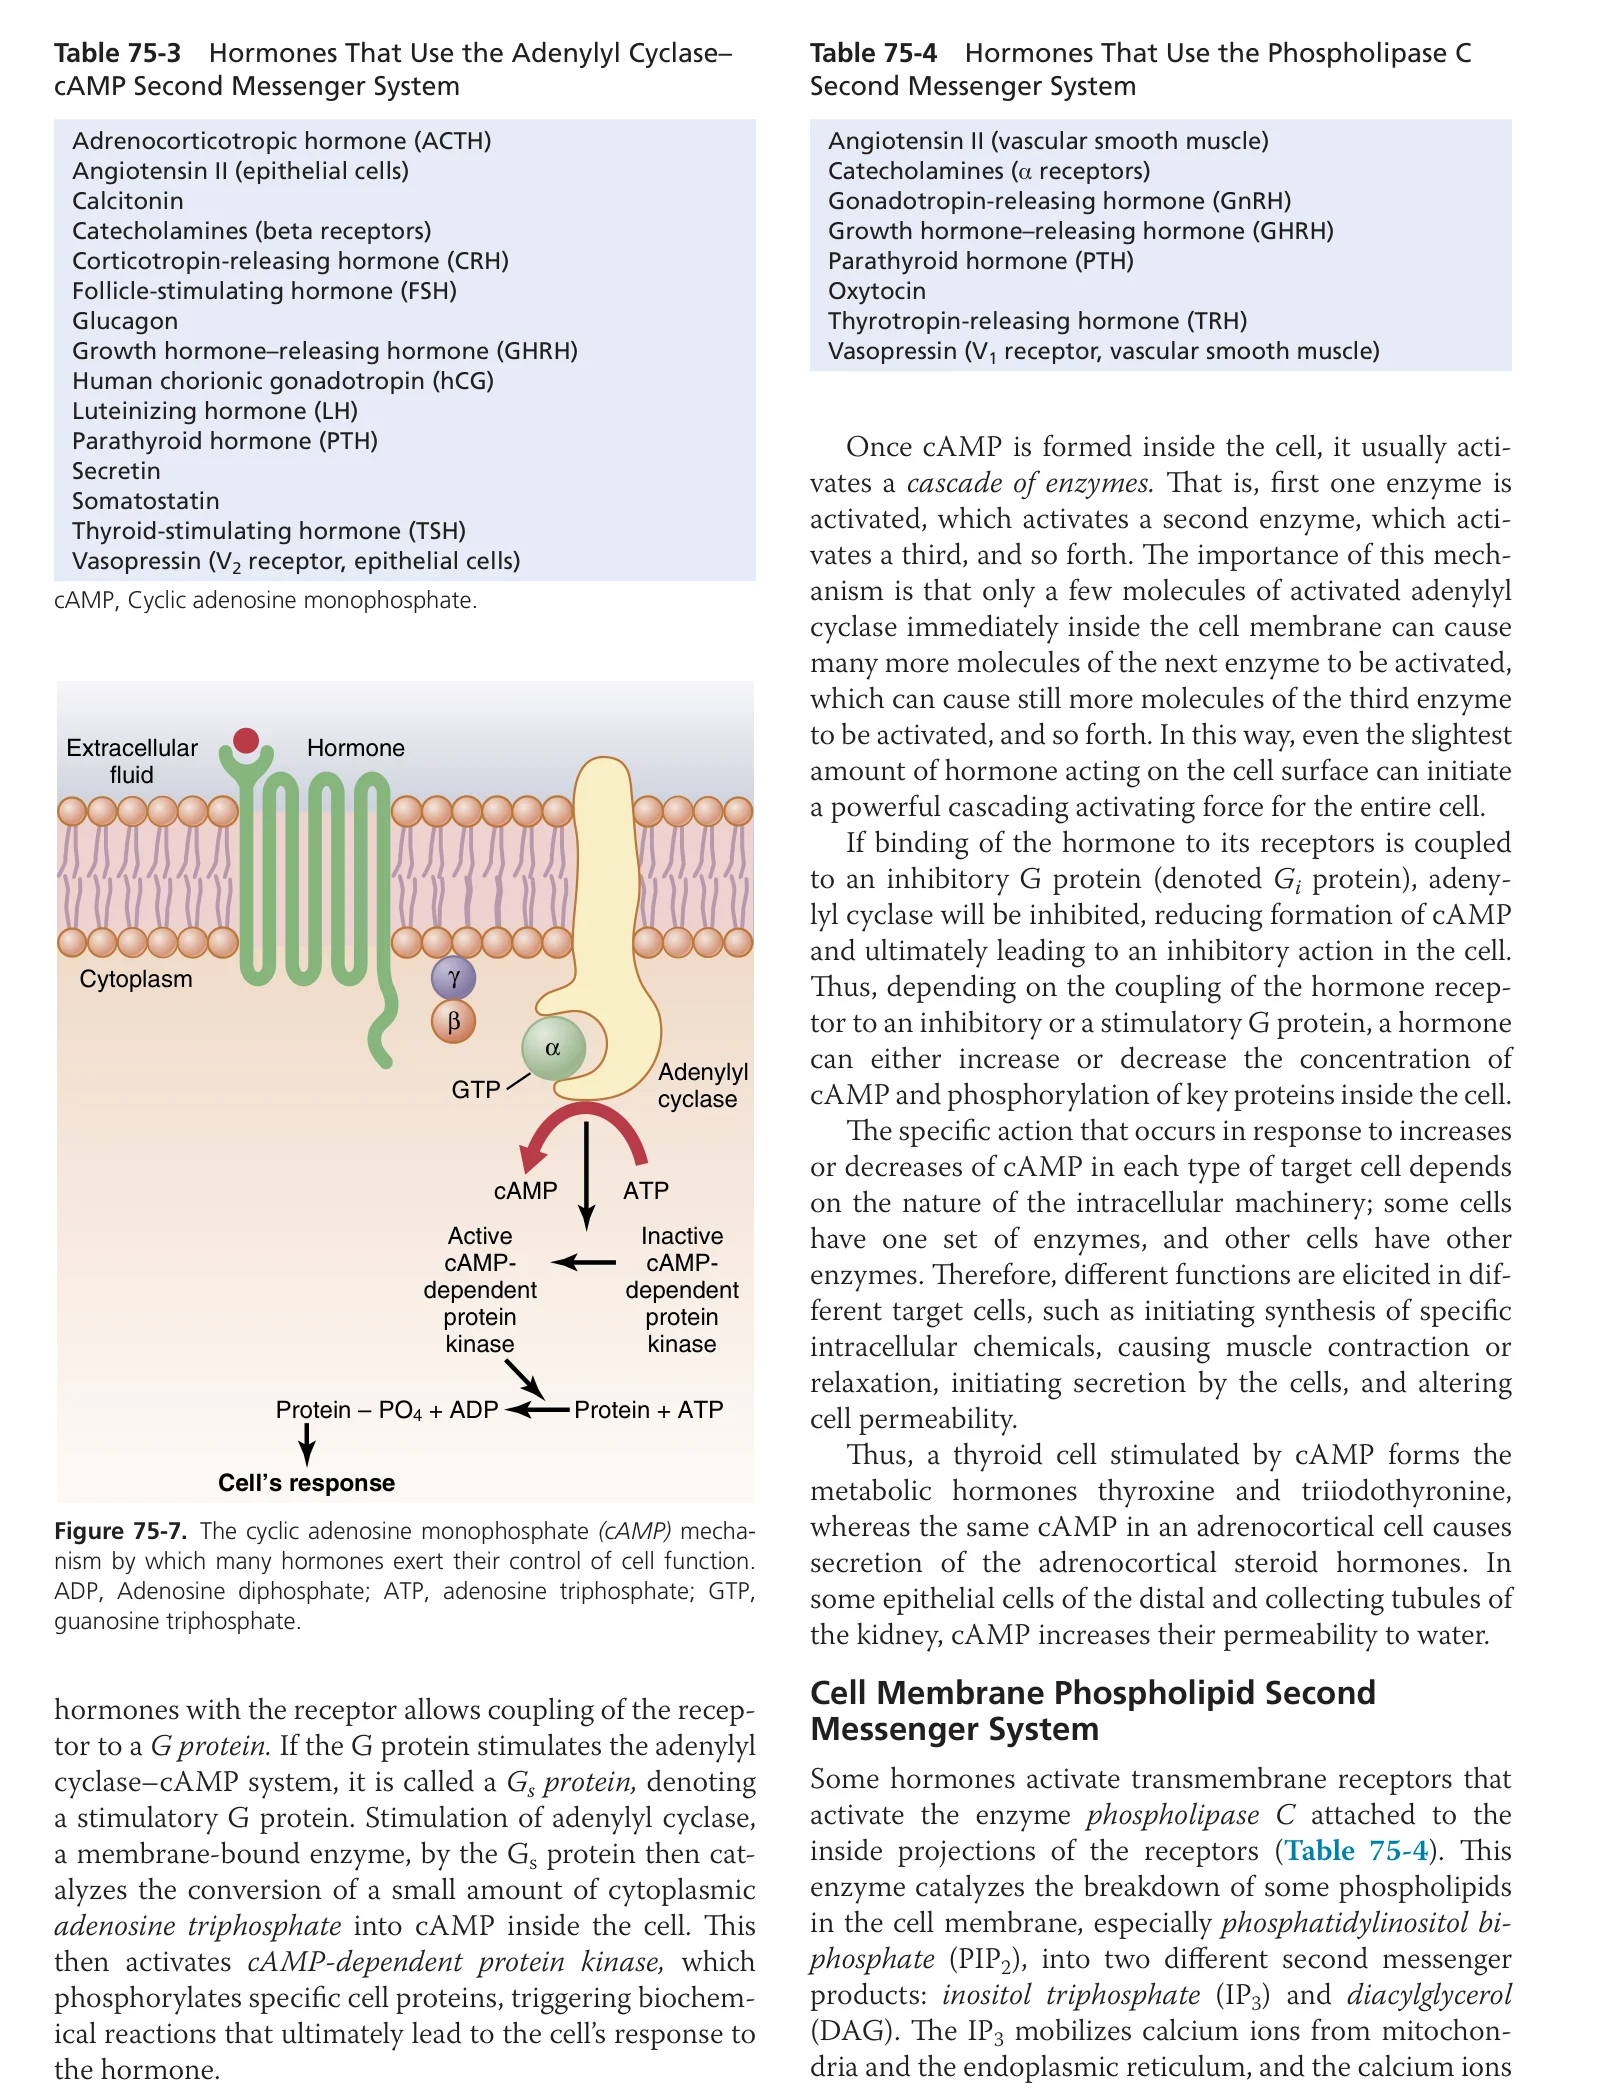 Table 75-3 Hormones That Use the Adenylyl Cyclase–
cAMP Second Messenger System
Adrenocorticotropic hormone (ACTH)
Angiotensin II (epithelial cells)
Calcitonin
Catecholamines (beta receptors)
Corticotropin-releasing hormone (CRH)
Follicle-stimulating hormone (FSH)
Glucagon
Growth hormone–releasing hormone (GHRH)
Human chorionic gonadotropin (hCG)
Luteinizing hormone (LH)
Parathyroid hormone (PTH)
Secretin
Somatostatin
Thyroid-stimulating hormone (TSH)
Vasopressin (V₂ receptor, epithelial cells)
cAMP, Cyclic adenosine monophosphate.
Extracellular
fluid
Hormone
Cytoplasm
γ
β
α
GTP
Adenylyl
cyclase
cAMP
ATP
Active
cAMP-
dependent
protein
kinase
Inactive
cAMP-
dependent
protein
kinase
Protein – PO₄ + ADP
Protein + ATP
Cell's response
Figure 75-7. The cyclic adenosine monophosphate (cAMP) mecha-
nism by which many hormones exert their control of cell function.
ADP, Adenosine diphosphate; ATP, adenosine triphosphate; GTP,
guanosine triphosphate.
hormones with the receptor allows coupling of the recep-
tor to a G protein. If the G protein stimulates the adenylyl
cyclase–cAMP system, it is called a Gₛ protein, denoting
a stimulatory G protein. Stimulation of adenylyl cyclase,
a membrane-bound enzyme, by the Gₛ protein then cat-
alyzes the conversion of a small amount of cytoplasmic
adenosine triphosphate into cAMP inside the cell. This
then activates cAMP-dependent protein kinase, which
phosphorylates specific cell proteins, triggering biochem-
ical reactions that ultimately lead to the cell's response to
the hormone.
Table 75-4 Hormones That Use the Phospholipase C
Second Messenger System
Angiotensin II (vascular smooth muscle)
Catecholamines (α receptors)
Gonadotropin-releasing hormone (GnRH)
Growth hormone–releasing hormone (GHRH)
Parathyroid hormone (PTH)
Oxytocin
Thyrotropin-releasing hormone (TRH)
Vasopressin (V₁ receptor, vascular smooth muscle)
Once cAMP is formed inside the cell, it usually acti-
vates a cascade of enzymes. That is, first one enzyme is
activated, which activates a second enzyme, which acti-
vates a third, and so forth. The importance of this mech-
anism is that only a few molecules of activated adenylyl
cyclase immediately inside the cell membrane can cause
many more molecules of the next enzyme to be activated,
which can cause still more molecules of the third enzyme
to be activated, and so forth. In this way, even the slightest
amount of hormone acting on the cell surface can initiate
a powerful cascading activating force for the entire cell.
If binding of the hormone to its receptors is coupled
to an inhibitory G protein (denoted Gᵢ protein), adeny-
lyl cyclase will be inhibited, reducing formation of cAMP
and ultimately leading to an inhibitory action in the cell.
Thus, depending on the coupling of the hormone recep-
tor to an inhibitory or a stimulatory G protein, a hormone
can either increase or decrease the concentration of
cAMP and phosphorylation of key proteins inside the cell.
The specific action that occurs in response to increases
or decreases of cAMP in each type of target cell depends
on the nature of the intracellular machinery; some cells
have one set of enzymes, and other cells have other
enzymes. Therefore, different functions are elicited in dif-
ferent target cells, such as initiating synthesis of specific
intracellular chemicals, causing muscle contraction or
relaxation, initiating secretion by the cells, and altering
cell permeability.
Thus, a thyroid cell stimulated by cAMP forms the
metabolic hormones thyroxine and triiodothyronine,
whereas the same cAMP in an adrenocortical cell causes
secretion of the adrenocortical steroid hormones. In
some epithelial cells of the distal and collecting tubules of
the kidney, cAMP increases their permeability to water.
Cell Membrane Phospholipid Second
Messenger System
Some hormones activate transmembrane receptors that
activate the enzyme phospholipase C attached to the
inside projections of the receptors (Table 75-4). This
enzyme catalyzes the breakdown of some phospholipids
in the cell membrane, especially phosphatidylinositol bi-
phosphate (PIP₂), into two different second messenger
products: inositol triphosphate (IP₃) and diacylglycerol
(DAG). The IP₃ mobilizes calcium ions from mitochon-
dria and the endoplasmic reticulum, and the calcium ions